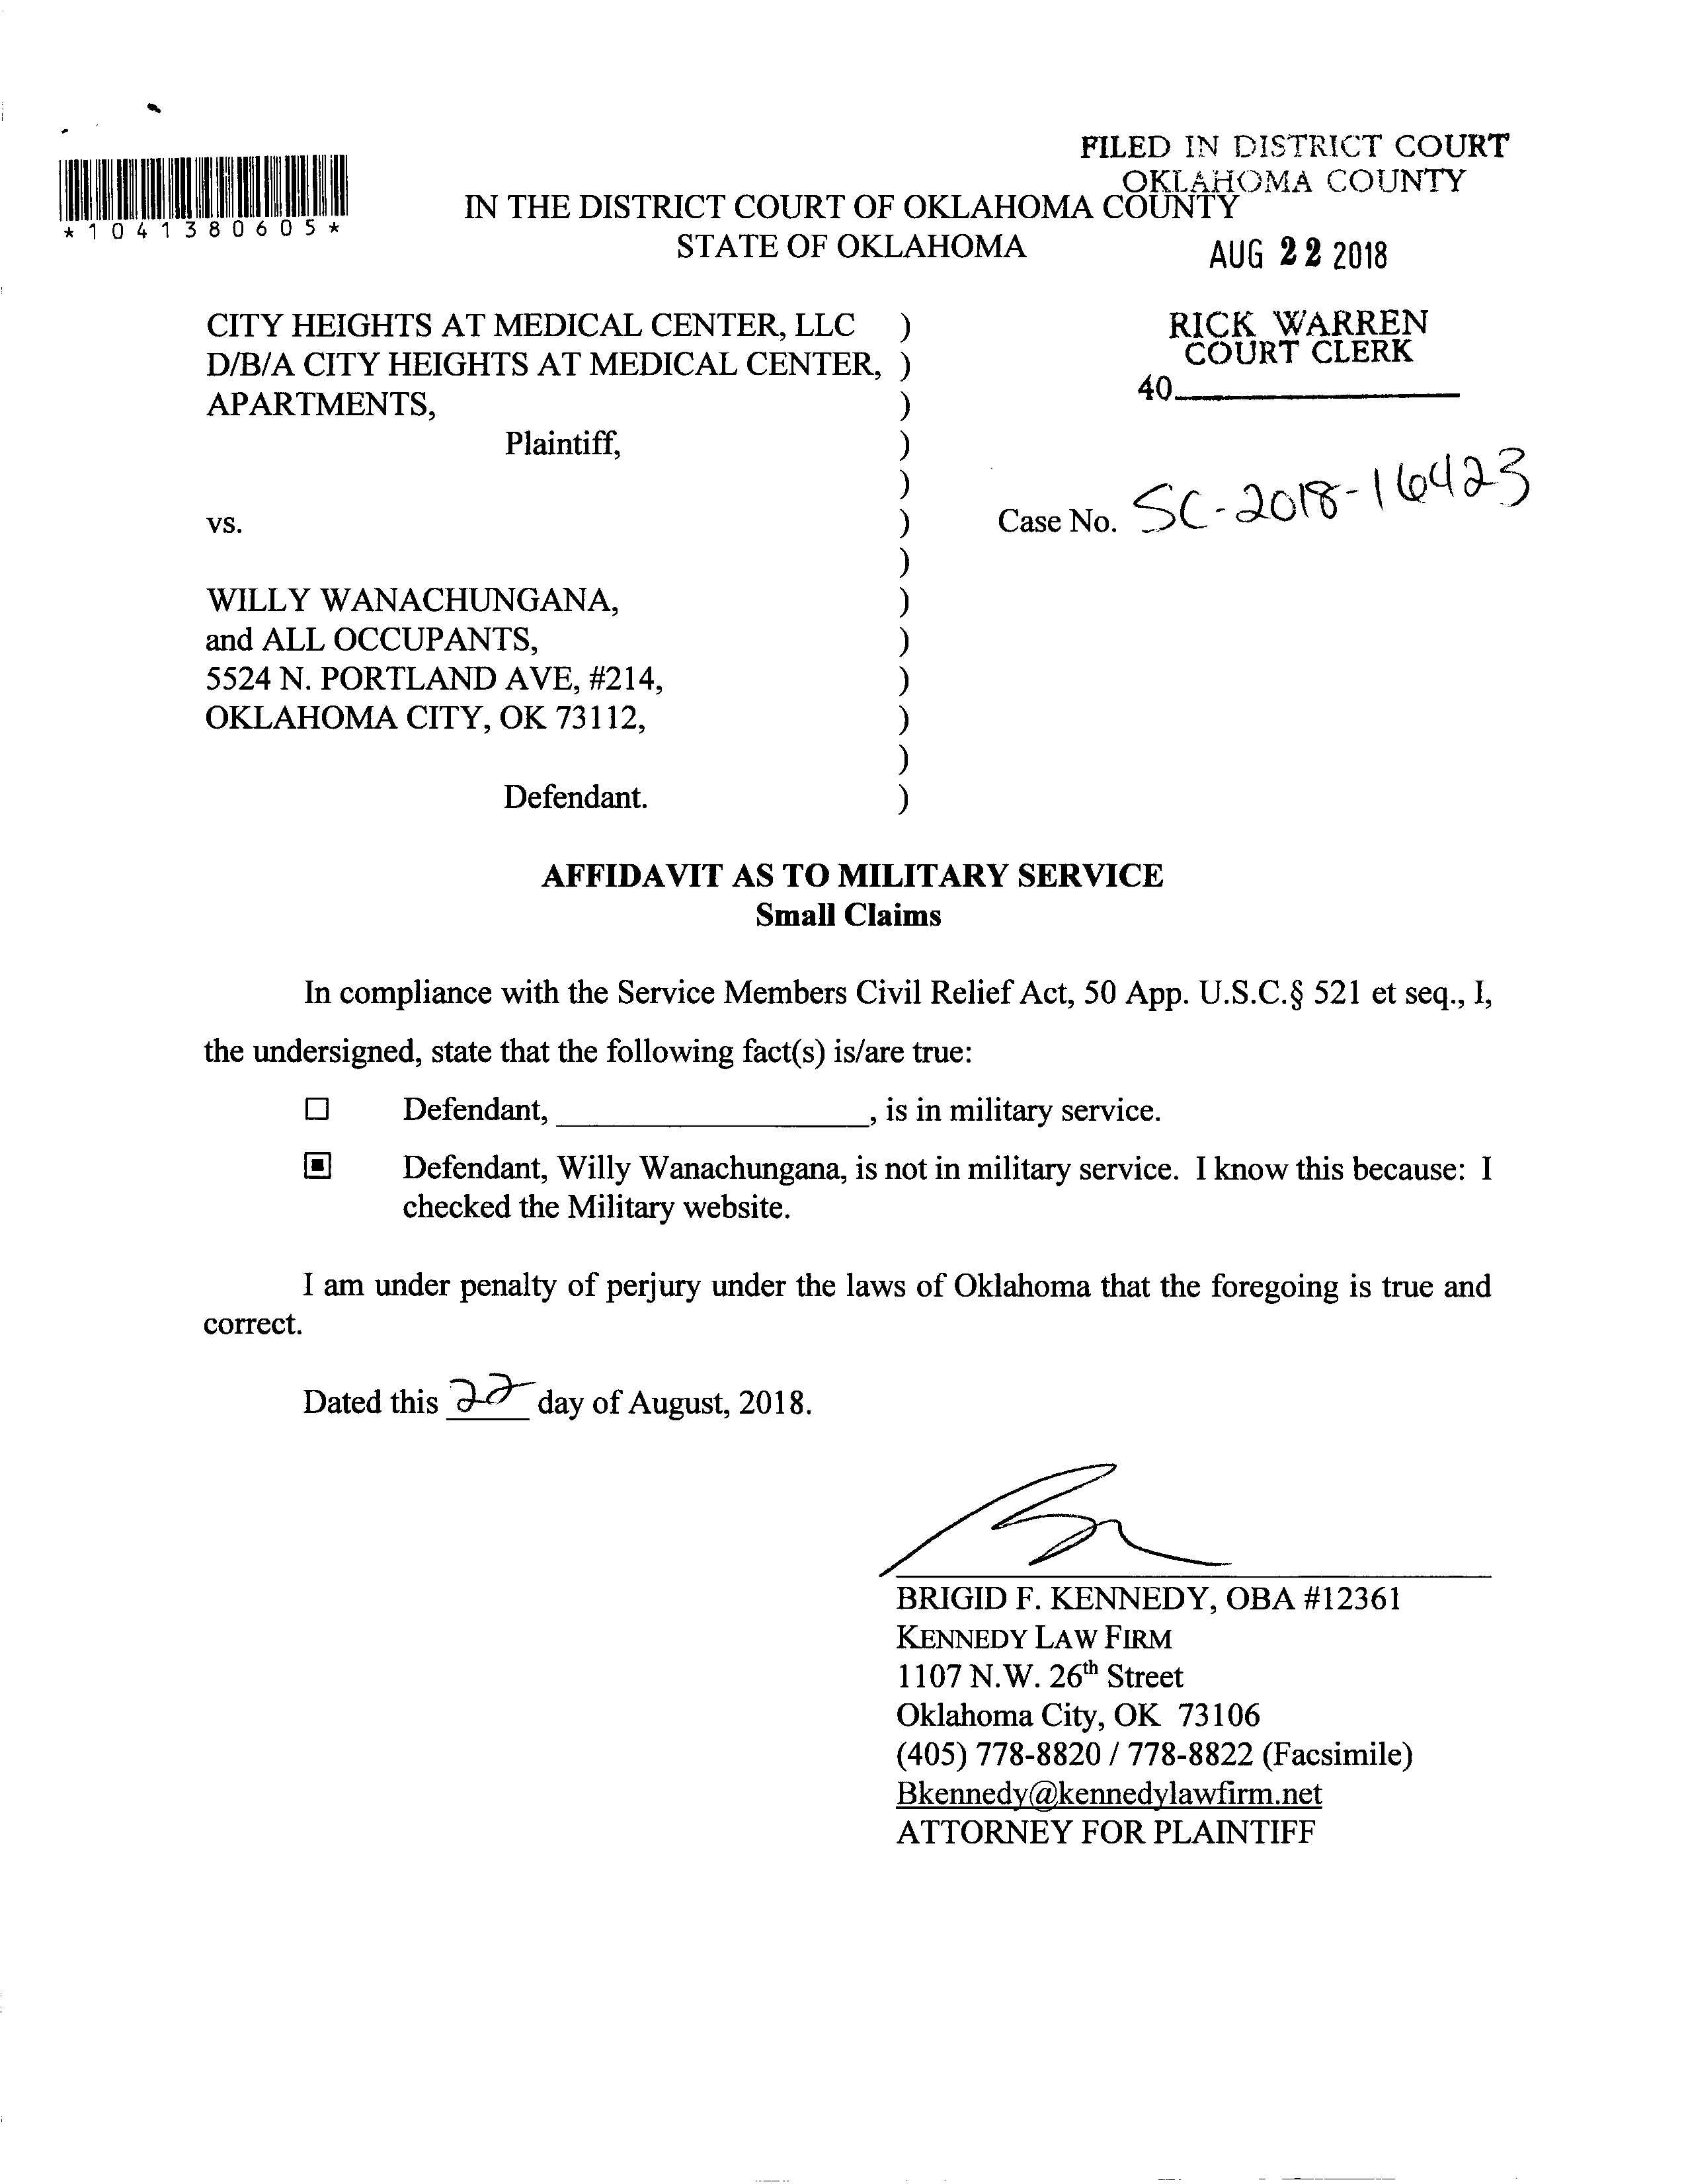 FILED IN DISTRICT COURT
OKLAHOMA COUNTY
*1041380605*
IN THE DISTRICT COURT OF OKLAHOMA COUNTY
STATE OF OKLAHOMA
AUG 22 2018
CITY HEIGHTS AT MEDICAL CENTER, LLC )
D/B/A CITY HEIGHTS AT MEDICAL CENTER, )
APARTMENTS, )
RICK WARREN
COURT CLERK
40
Plaintiff, )
)
vs. )
Case No. SC-2018-16423
)
WILLY WANACHUNGANA, )
and ALL OCCUPANTS, )
5524 N. PORTLAND AVE, #214, )
OKLAHOMA CITY, OK 73112, )
)
Defendant. )
AFFIDAVIT AS TO MILITARY SERVICE
Small Claims
In compliance with the Service Members Civil Relief Act, 50 App. U.S.C.§ 521 et seq., I,
the undersigned, state that the following fact(s) is/are true:
☐ Defendant, ____________________, is in military service.
▣ Defendant, Willy Wanachungana, is not in military service. I know this because: I
checked the Military website.
I am under penalty of perjury under the laws of Oklahoma that the foregoing is true and
correct.
Dated this 22 day of August, 2018.
BRIGID F. KENNEDY, OBA #12361
KENNEDY LAW FIRM
1107 N.W. 26th Street
Oklahoma City, OK 73106
(405) 778-8820 / 778-8822 (Facsimile)
Bkennedy@kennedylawfirm.net
ATTORNEY FOR PLAINTIFF